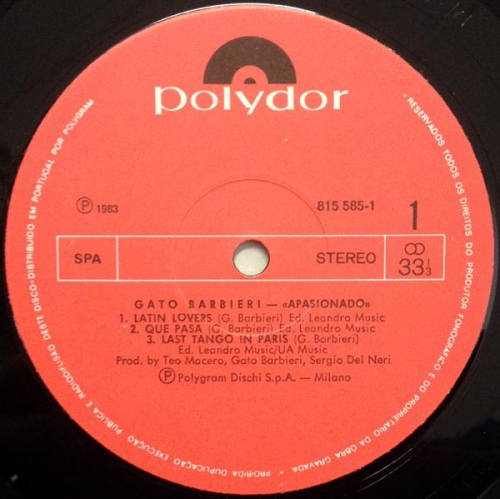 polydor
Ⓟ 1983
815 585-1
1
SPA
STEREO
33 1/3
GATO BARBIERI — «APASIONADO»
1. LATIN LOVERS (G. Barbieri) Ed. Leandro Music
2. QUE PASA (G. Barbieri) Ed. Leandro Music
3. LAST TANGO IN PARIS (G. Barbieri)
Ed. Leandro Music/UA Music
Prod. by Teo Macero, Gato Barbieri, Sergio Del Neri
Ⓟ Polygram Dischi S.p.A. — Milano
• RESERVADOS TODOS OS DIREITOS DO PRODUTOR FONOGRÁFICO E DO PROPRIETÁRIO DA OBRA GRAVADA • PROIBIDA DUPLICAÇÃO EXECUÇÃO PÚBLICA E RADIODIFUSÃO DESTE DISCO • DISTRIBUIDO EM PORTUGAL POR POLYGRAM